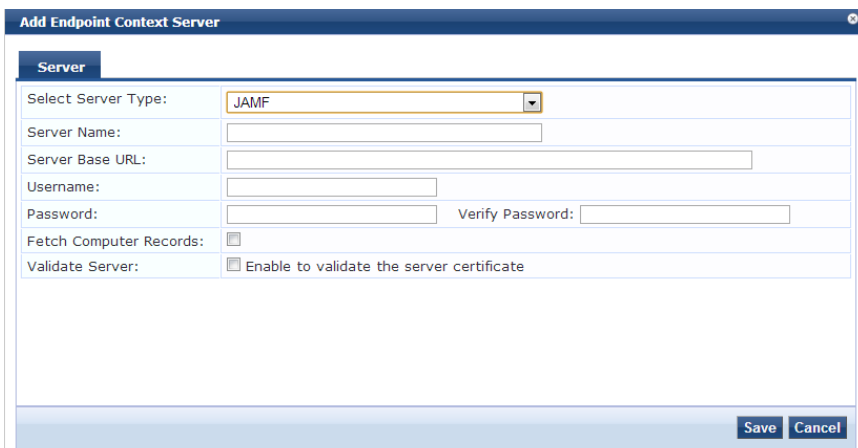 Add Endpoint Context Server
Server
Select Server Type: JAMF
Server Name:
Server Base URL:
Username:
Password: Verify Password:
Fetch Computer Records:
Validate Server: Enable to validate the server certificate
Save Cancel